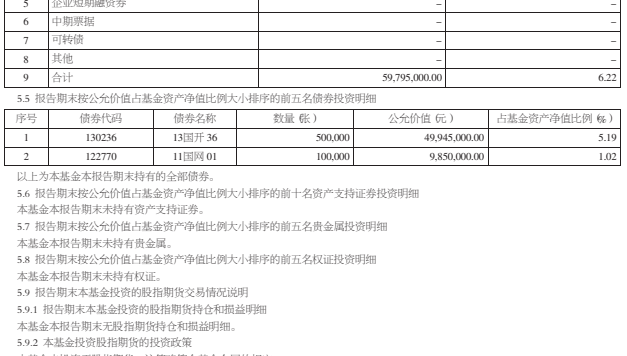 5 企业短期融资券 – –
6 中期票据 – –
7 可转债 – –
8 其他 – –
9 合计 59,795,000.00 6.22
5.5 报告期末按公允价值占基金资产净值比例大小排序的前五名债券投资明细
序号 债券代码 债券名称 数量(张) 公允价值(元) 占基金资产净值比例(%)
1 130236 13国开36 500,000 49,945,000.00 5.19
2 122770 11国网01 100,000 9,850,000.00 1.02
以上为本基金本报告期末持有的全部债券。
5.6 报告期末按公允价值占基金资产净值比例大小排序的前十名资产支持证券投资明细
本基金本报告期末未持有资产支持证券。
5.7 报告期末按公允价值占基金资产净值比例大小排序的前五名贵金属投资明细
本基金本报告期末未持有贵金属。
5.8 报告期末按公允价值占基金资产净值比例大小排序的前五名权证投资明细
本基金本报告期末未持有权证。
5.9 报告期末本基金投资的股指期货交易情况说明
5.9.1 报告期末本基金投资的股指期货持仓和损益明细
本基金本报告期末无股指期货持仓和损益明细。
5.9.2 本基金投资股指期货的投资政策